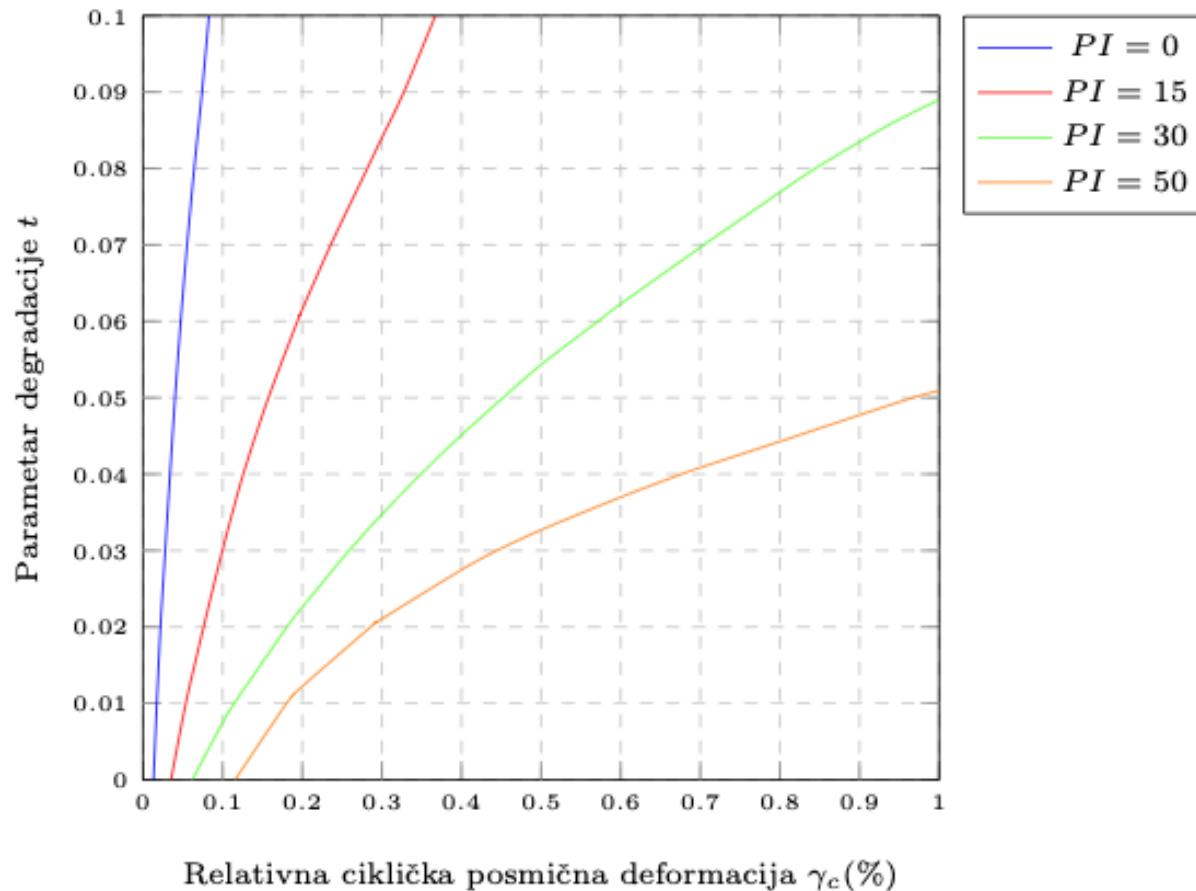 0.1
0.09
0.08
0.07
0.06
0.05
0.04
0.03
0.02
0.01
0
Parametar degradacije t
0 0.1 0.2 0.3 0.4 0.5 0.6 0.7 0.8 0.9 1
Relativna ciklička posmična deformacija γc(%)
PI = 0
PI = 15
PI = 30
PI = 50